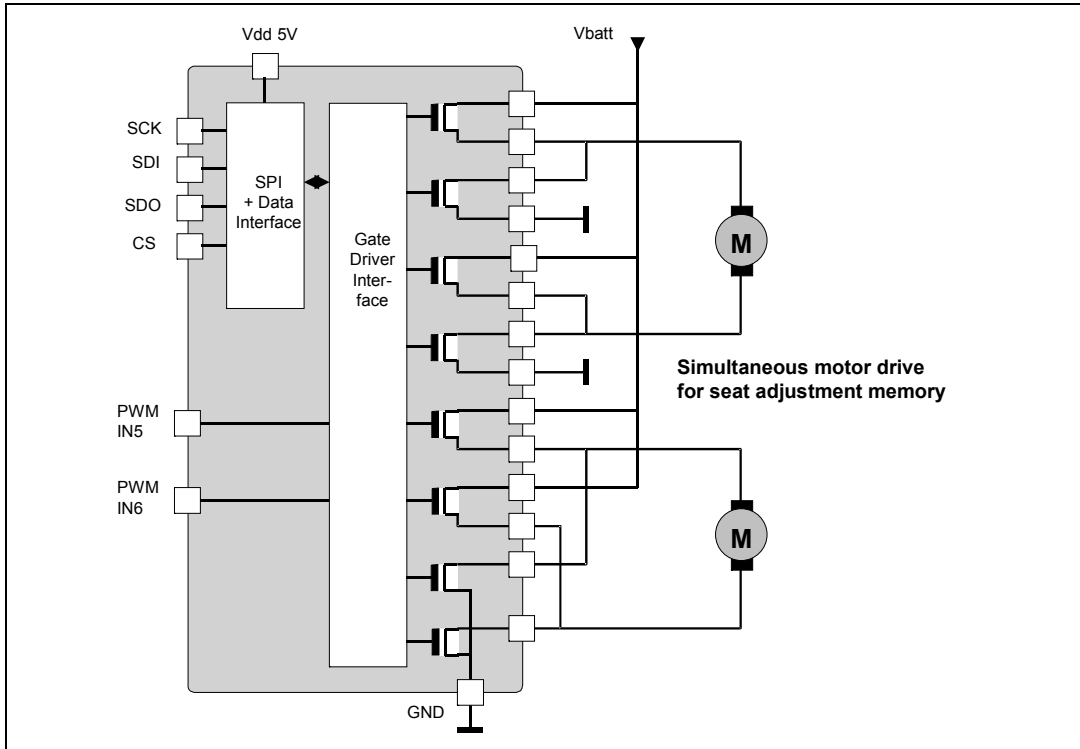 Vdd 5V
Vbatt
SCK
SDI
SDO
CS
SPI
+ Data
Interface
Gate
Driver
Inter-
face
M
Simultaneous motor drive
for seat adjustment memory
PWM
IN5
PWM
IN6
M
GND